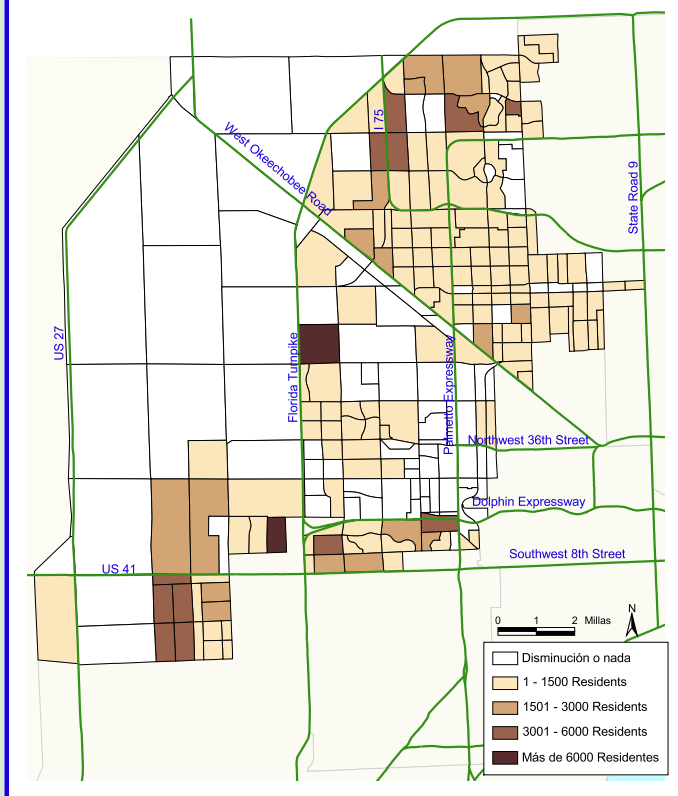 I 75
West Okeechobee Road
State Road 9
US 27
Florida Turnpike
Palmetto Expressway
Northwest 36th Street
Dolphin Expressway
Southwest 8th Street
US 41
N
0 1 2 Millas
Disminución o nada
1 - 1500 Residents
1501 - 3000 Residents
3001 - 6000 Residents
Más de 6000 Residentes